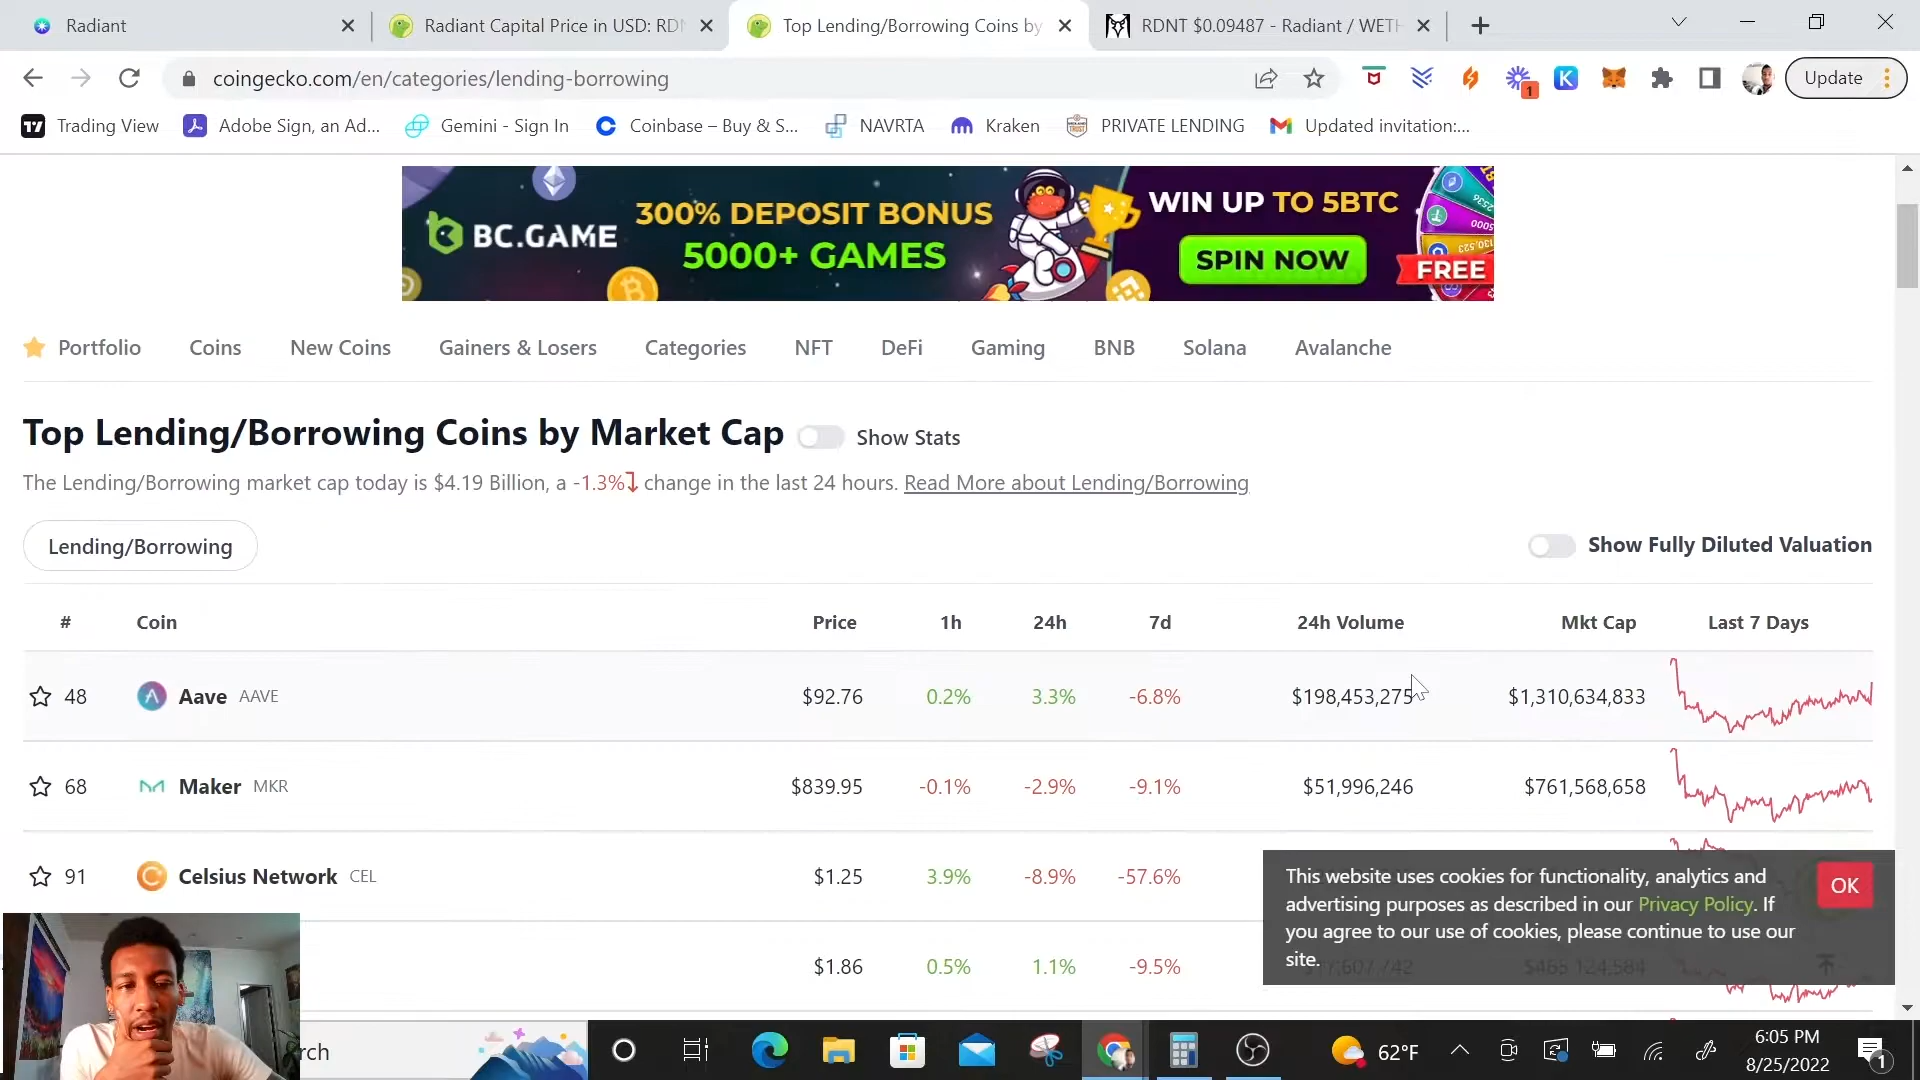 Radiant
Radiant Capital Price in USD: RDN
Top Lending/Borrowing Coins by
RDNT $0.09487 - Radiant / WETH
coingecko.com/en/categories/lending-borrowing
1
K
Update
Trading View
Adobe Sign, an Ad...
Gemini - Sign In
Coinbase – Buy & S...
NAVRTA
Kraken
PRIVATE LENDING
Updated invitation:...
BC.GAME
300% DEPOSIT BONUS
5000+ GAMES
WIN UP TO 5BTC
SPIN NOW
FREE
Portfolio
Coins
New Coins
Gainers & Losers
Categories
NFT
DeFi
Gaming
BNB
Solana
Avalanche
Top Lending/Borrowing Coins by Market Cap
Show Stats
The Lending/Borrowing market cap today is $4.19 Billion, a -1.3% change in the last 24 hours. Read More about Lending/Borrowing
Lending/Borrowing
Show Fully Diluted Valuation
# Coin Price 1h 24h 7d 24h Volume Mkt Cap Last 7 Days
48 Aave AAVE $92.76 0.2% 3.3% -6.8% $198,453,275 $1,310,634,833
68 Maker MKR $839.95 -0.1% -2.9% -9.1% $51,996,246 $761,568,658
91 Celsius Network CEL $1.25 3.9% -8.9% -57.6%
$1.86 0.5% 1.1% -9.5%
This website uses cookies for functionality, analytics and
advertising purposes as described in our Privacy Policy. If
you agree to our use of cookies, please continue to use our
site.
OK
rch
62°F
6:05 PM
8/25/2022
1